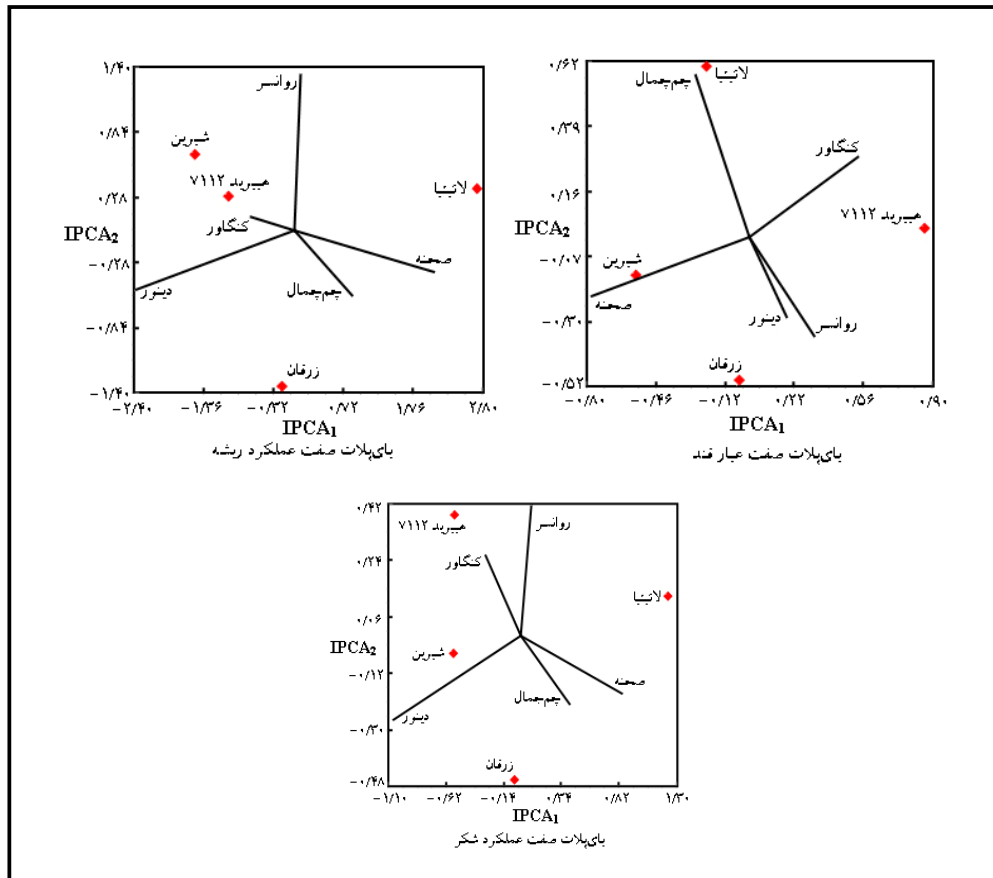 ۱/۴۰
۰/۸۴
۰/۲۸
−۰/۲۸
−۰/۸۴
−۱/۴۰
IPCA₂
روانسر
شیرین
هیبرید ۷۱۱۲
لاتیتیا
کنگاور
صحنه
دینور
چم‌چمال
زرقان
−۲/۴۰ −۱/۳۶ −۰/۳۲ ۰/۷۲ ۱/۷۶ ۲/۸۰
IPCA₁
بای‌پلات صفت عملکرد ریشه
۰/۶۲
۰/۳۹
۰/۱۶
−۰/۰۷
−۰/۳۰
−۰/۵۲
IPCA₂
لاتیتیا
چم‌چمال
کنگاور
هیبرید ۷۱۱۲
شیرین
صحنه
دینور
روانسر
زرقان
−۰/۸۰ −۰/۴۶ −۰/۱۲ ۰/۲۲ ۰/۵۶ ۰/۹۰
IPCA₁
بای‌پلات صفت عیار قند
۰/۴۲
۰/۲۴
۰/۰۶
−۰/۱۲
−۰/۳۰
−۰/۴۸
IPCA₂
هیبرید ۷۱۱۲
روانسر
کنگاور
لاتیتیا
شیرین
صحنه
چم‌چمال
دینور
زرقان
−۱/۱۰ −۰/۶۲ −۰/۱۴ ۰/۳۴ ۰/۸۲ ۱/۳۰
IPCA₁
بای‌پلات صفت عملکرد شکر